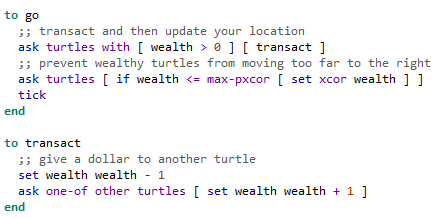 to go
  ;; transact and then update your location
  ask turtles with [ wealth > 0 ] [ transact ]
  ;; prevent wealthy turtles from moving too far to the right
  ask turtles [ if wealth <= max-pxcor [ set xcor wealth ] ]
  tick
end

to transact
  ;; give a dollar to another turtle
  set wealth wealth - 1
  ask one-of other turtles [ set wealth wealth + 1 ]
end